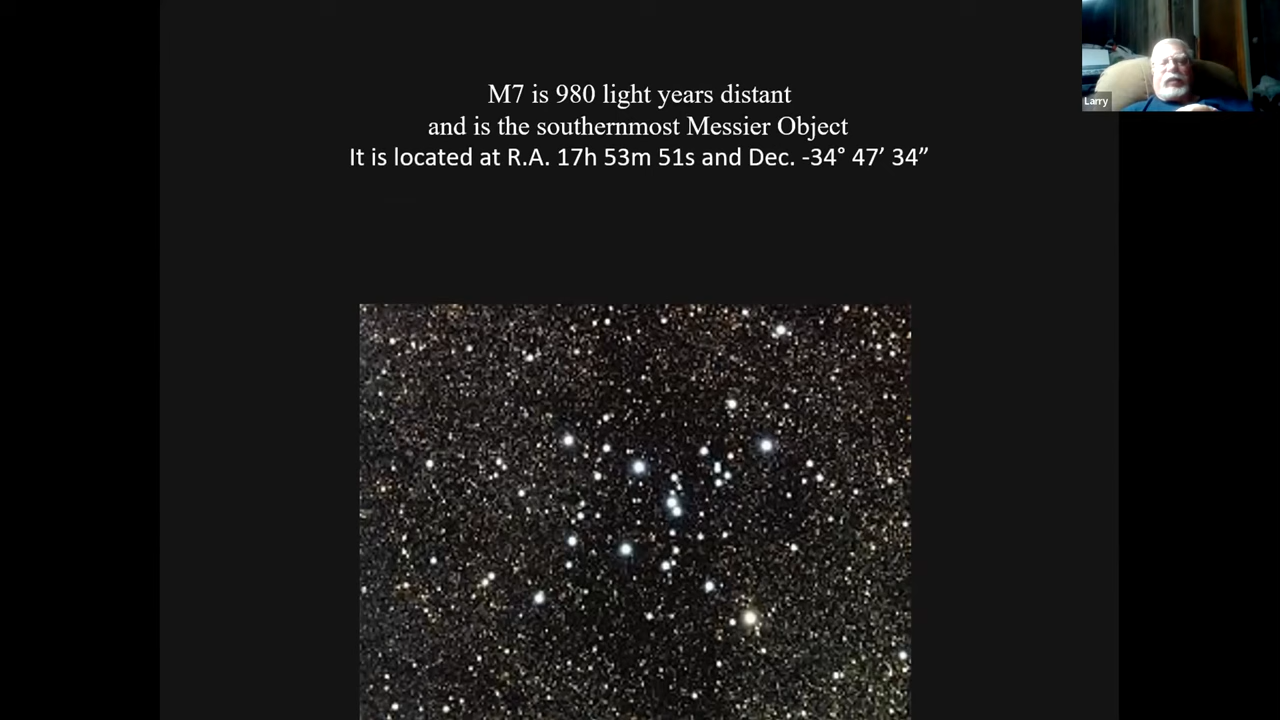 M7 is 980 light years distant
and is the southernmost Messier Object
It is located at R.A. 17h 53m 51s and Dec. -34° 47’ 34”
Larry